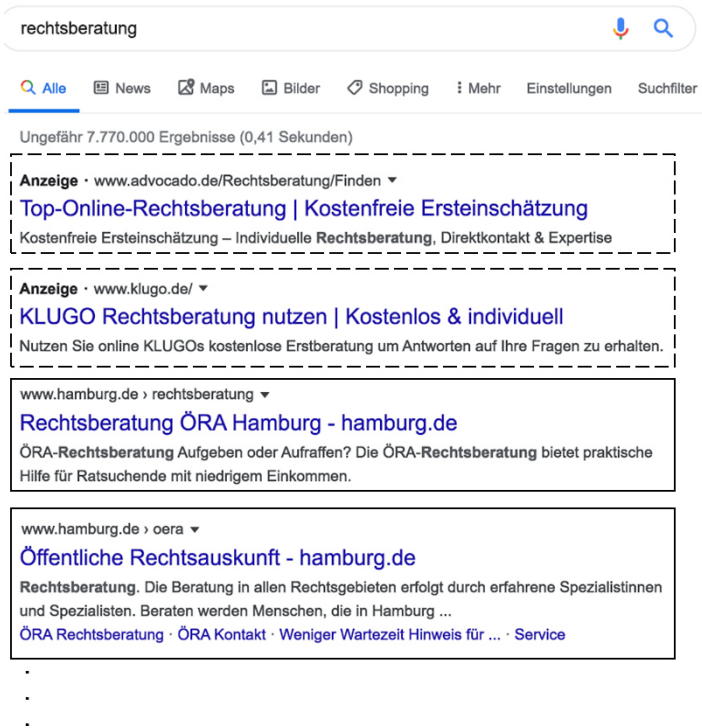 rechtsberatung
Alle News Maps Bilder Shopping Mehr Einstellungen Suchfilter
Ungefähr 7.770.000 Ergebnisse (0,41 Sekunden)
Anzeige · www.advocado.de/Rechtsberatung/Finden
Top-Online-Rechtsberatung | Kostenfreie Ersteinschätzung
Kostenfreie Ersteinschätzung – Individuelle Rechtsberatung, Direktkontakt & Expertise
Anzeige · www.klugo.de/
KLUGO Rechtsberatung nutzen | Kostenlos & individuell
Nutzen Sie online KLUGOs kostenlose Erstberatung um Antworten auf Ihre Fragen zu erhalten.
www.hamburg.de › rechtsberatung
Rechtsberatung ÖRA Hamburg - hamburg.de
ÖRA-Rechtsberatung Aufgeben oder Aufraffen? Die ÖRA-Rechtsberatung bietet praktische
Hilfe für Ratsuchende mit niedrigem Einkommen.
www.hamburg.de › oera
Öffentliche Rechtsauskunft - hamburg.de
Rechtsberatung. Die Beratung in allen Rechtsgebieten erfolgt durch erfahrene Spezialistinnen
und Spezialisten. Beraten werden Menschen, die in Hamburg ...
ÖRA Rechtsberatung · ÖRA Kontakt · Weniger Wartezeit Hinweis für ... · Service